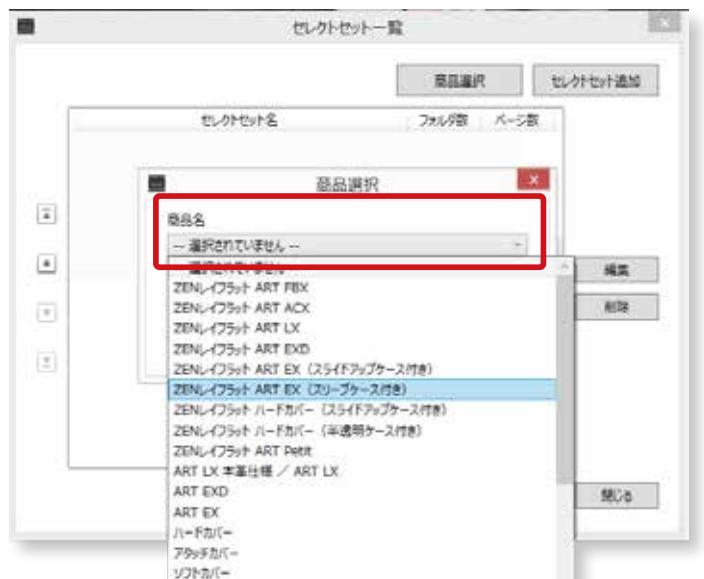 セレクトセット一覧
商品選択 セレクトセット追加
セレクトセット名 フォルダ数 ページ数
商品選択
商品名
-- 選択されていません --
-- 選択されていません --
ZENレイフラット ART FBX
ZENレイフラット ART ACX
ZENレイフラット ART LX
ZENレイフラット ART EXD
ZENレイフラット ART EX（スライドアップケース付き）
ZENレイフラット ART EX（スリーブケース付き）
ZENレイフラット ハードカバー（スライドアップケース付き）
ZENレイフラット ハードカバー（半透明ケース付き）
ZENレイフラット ART Petit
ART LX 本革仕様 ／ ART LX
ART EXD
ART EX
ハードカバー
アタッチカバー
ソフトカバー
編集
削除
閉じる